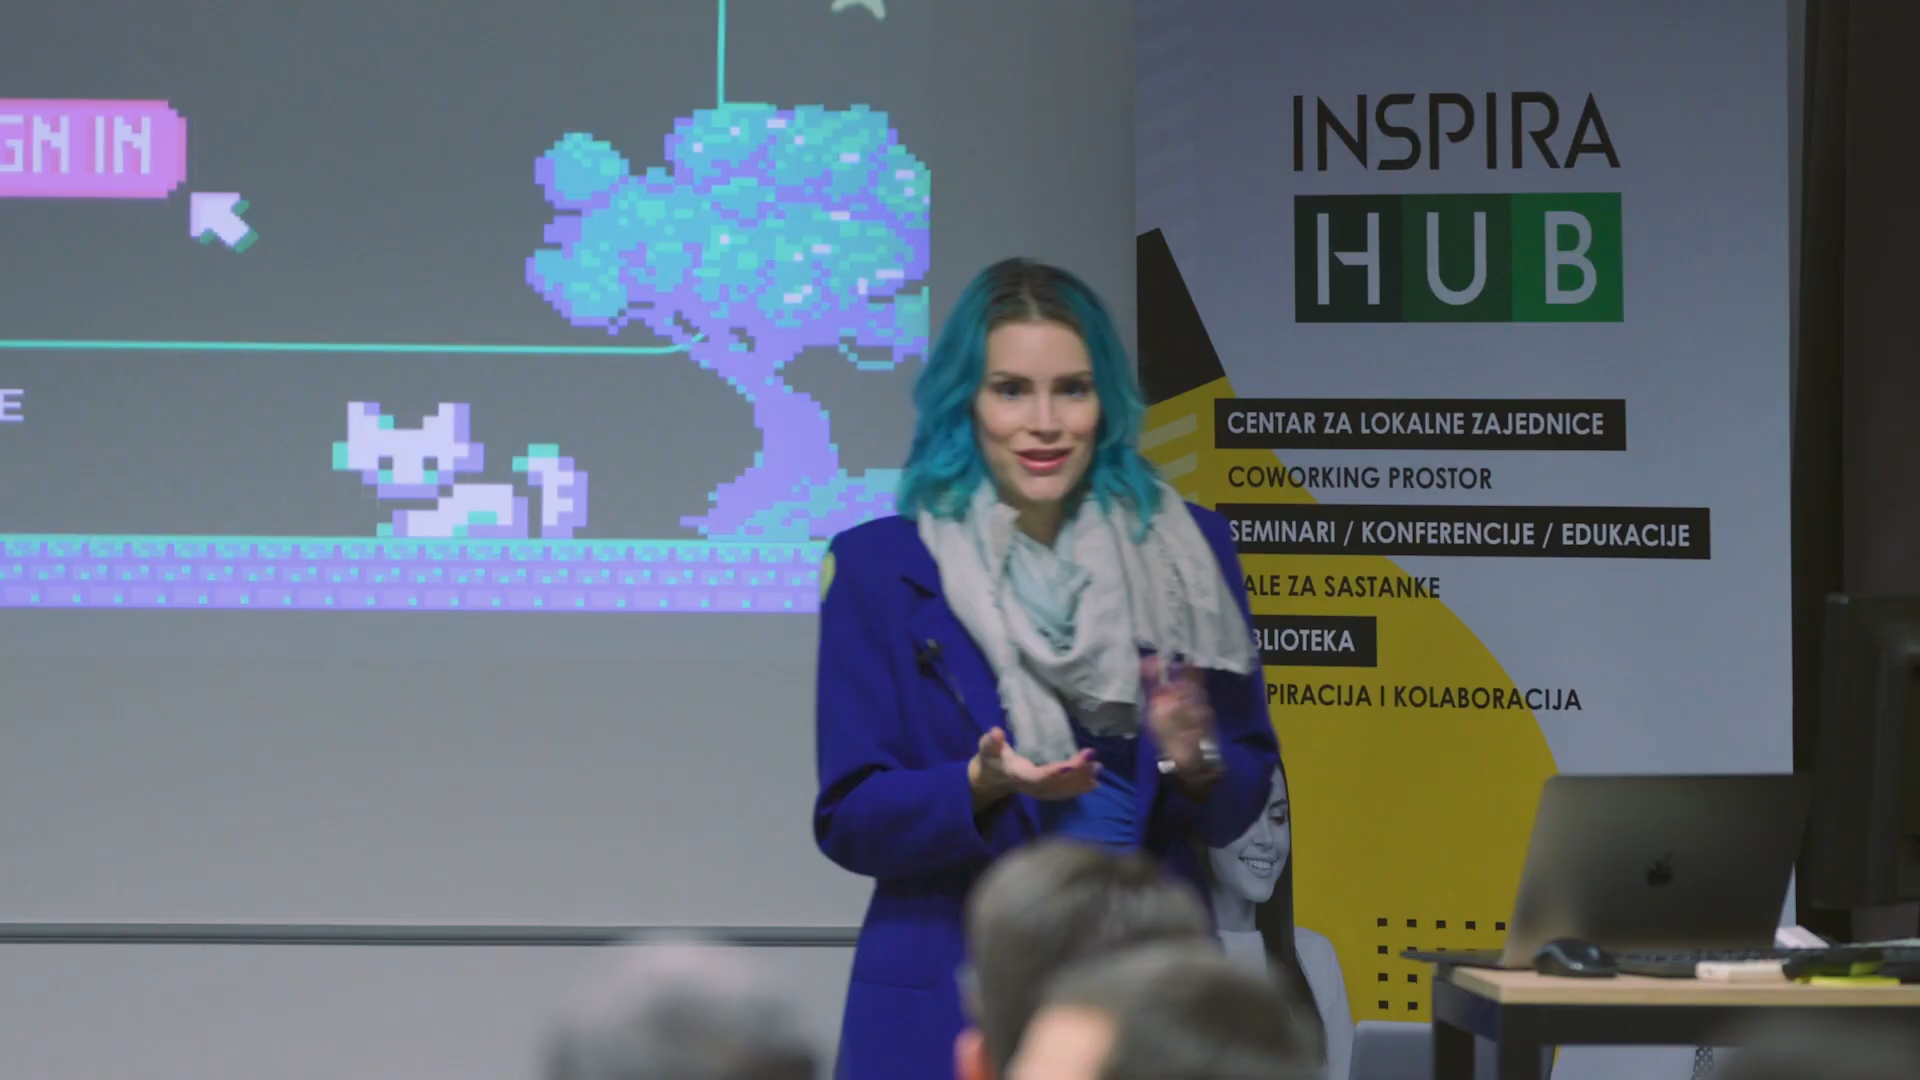 GN IN
E
INSPIRA
HUB
CENTAR ZA LOKALNE ZAJEDNICE
COWORKING PROSTOR
SEMINARI / KONFERENCIJE / EDUKACIJE
ALE ZA SASTANKE
BLIOTEKA
PIRACIJA I KOLABORACIJA